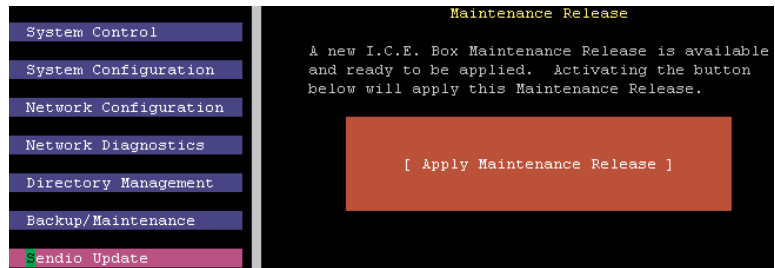 System Control
System Configuration
Network Configuration
Network Diagnostics
Directory Management
Backup/Maintenance
Sendio Update
Maintenance Release
A new I.C.E. Box Maintenance Release is available
and ready to be applied.  Activating the button
below will apply this Maintenance Release.
[ Apply Maintenance Release ]